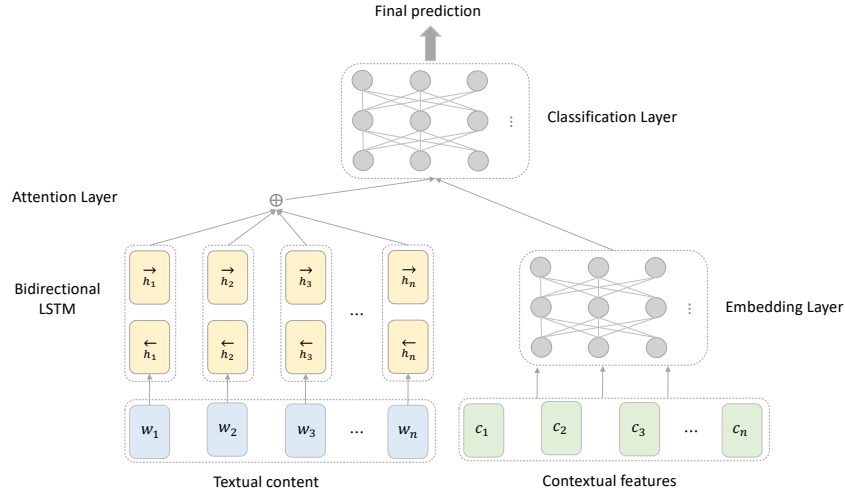 Final prediction
Classification Layer
⋮
Attention Layer
⊕
Bidirectional
LSTM
→ → → →
h₁ h₂ h₃ hₙ
...
← ← ← ←
h₁ h₂ h₃ hₙ
Embedding Layer
⋮
w₁ w₂ w₃ ... wₙ
c₁ c₂ c₃ ... cₙ
Textual content
Contextual features